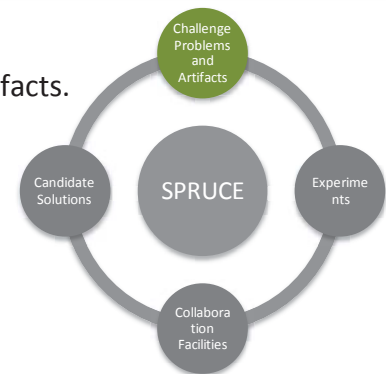 Challenge
Problems
and
Artifacts
facts.
Candidate
Solutions
SPRUCE
Experime
nts
Collabora
tion
Facilities